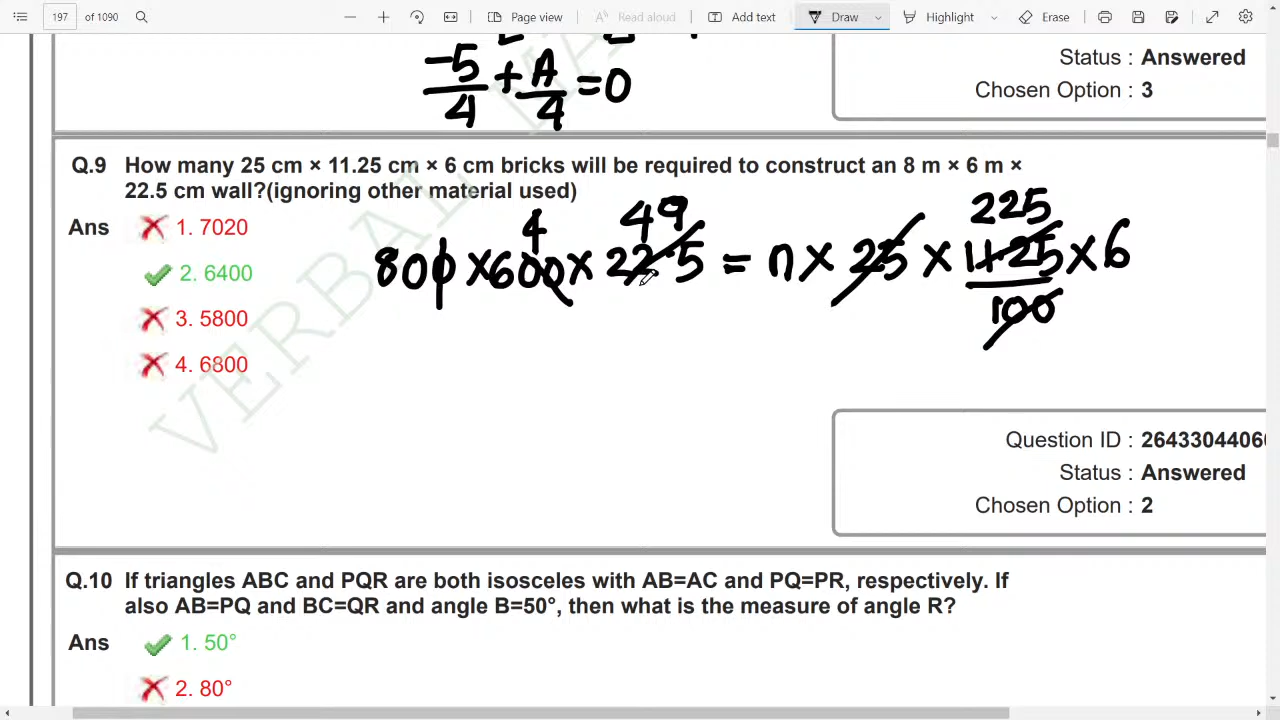 197 of 1090 Page view Read aloud Add text Draw Highlight Erase
-5/4 + A/4 = 0
Status : Answered
Chosen Option : 3
Q.9 How many 25 cm × 11.25 cm × 6 cm bricks will be required to construct an 8 m × 6 m ×
22.5 cm wall?(ignoring other material used)
Ans 1. 7020
2. 6400
3. 5800
4. 6800
4 49 225
800 × 600 × 22.5 = n × 25 × 1125/100 × 6
VERBAL
Question ID : 26433044060
Status : Answered
Chosen Option : 2
Q.10 If triangles ABC and PQR are both isosceles with AB=AC and PQ=PR, respectively. If
also AB=PQ and BC=QR and angle B=50°, then what is the measure of angle R?
Ans 1. 50°
2. 80°